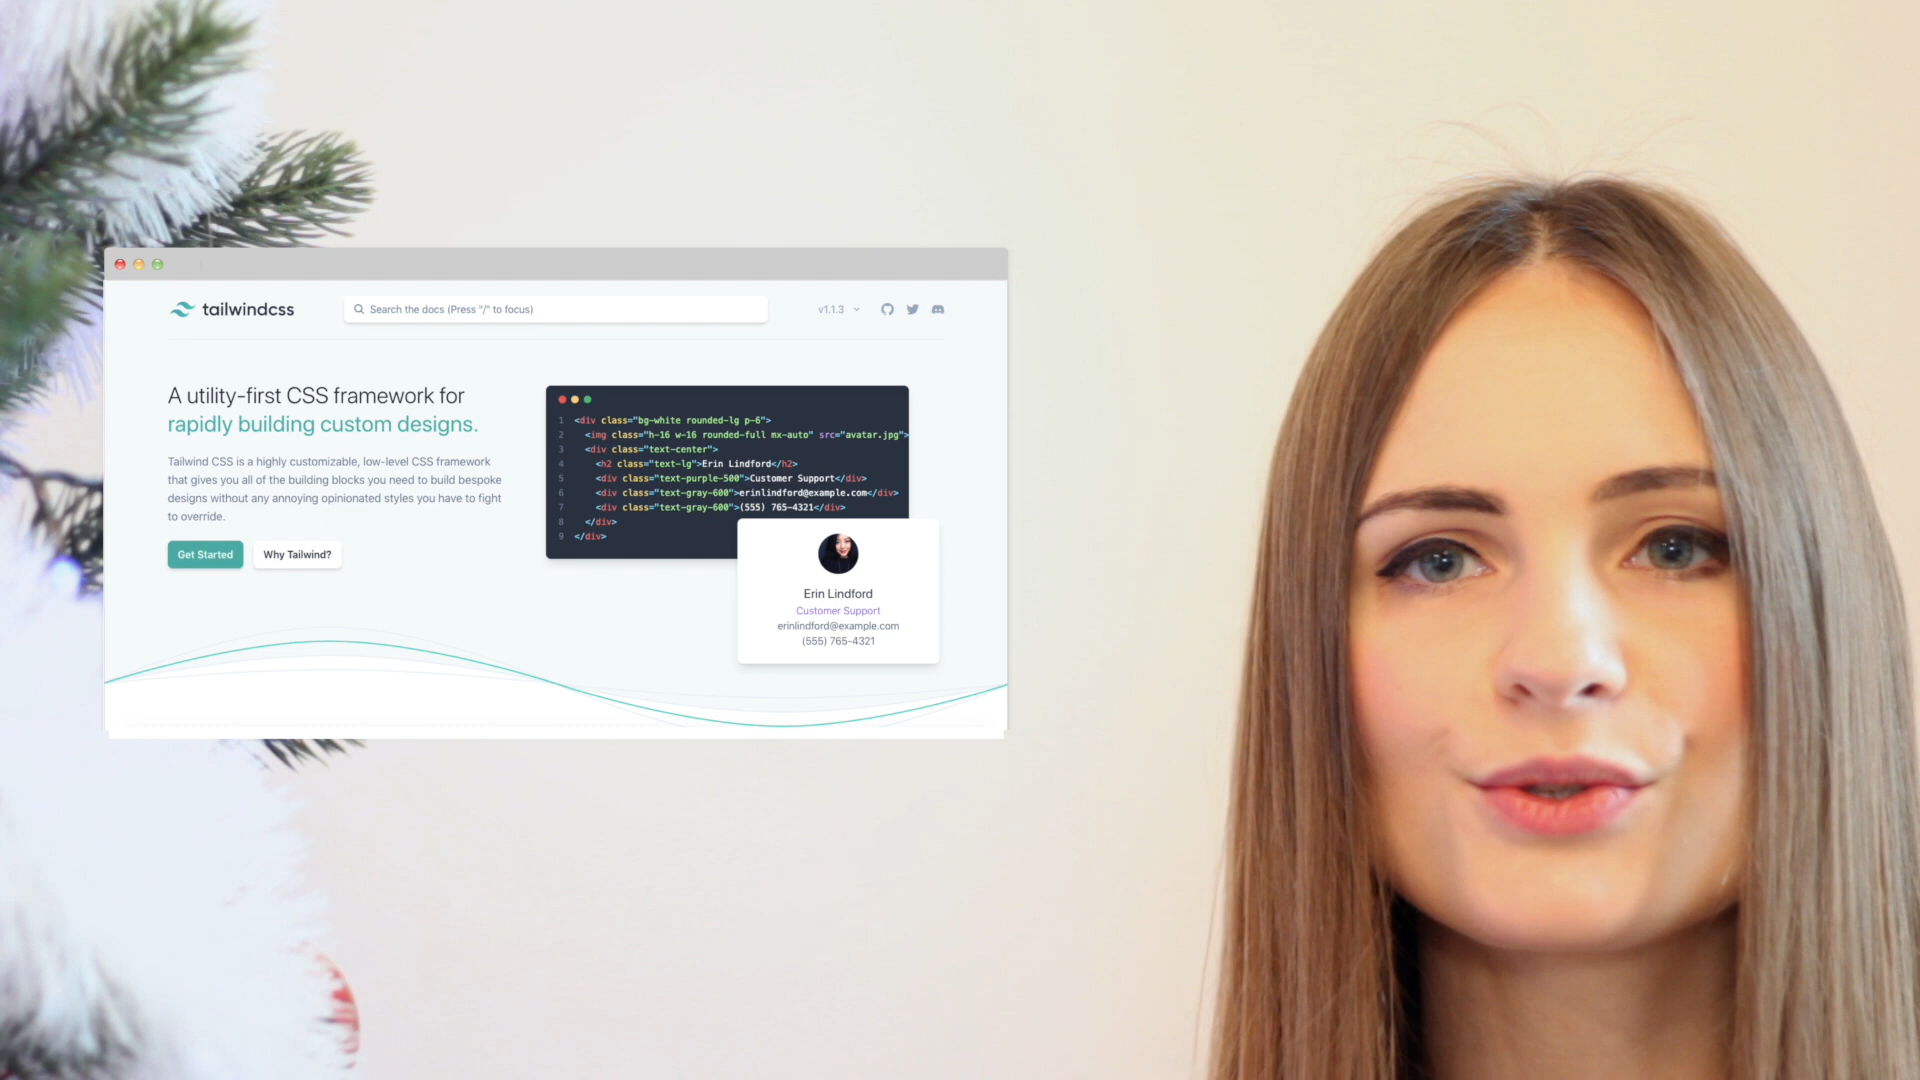 tailwindcss
Search the docs (Press "/" to focus)
v1.1.3
A utility-first CSS framework for
rapidly building custom designs.
Tailwind CSS is a highly customizable, low-level CSS framework
that gives you all of the building blocks you need to build bespoke
designs without any annoying opinionated styles you have to fight
to override.
Get Started
Why Tailwind?
1 <div class="bg-white rounded-lg p-6">
2 <img class="h-16 w-16 rounded-full mx-auto" src="avatar.jpg">
3 <div class="text-center">
4 <h2 class="text-lg">Erin Lindford</h2>
5 <div class="text-purple-500">Customer Support</div>
6 <div class="text-gray-600">erinlindford@example.com</div>
7 <div class="text-gray-600">(555) 765-4321</div>
8 </div>
9 </div>
Erin Lindford
Customer Support
erinlindford@example.com
(555) 765-4321